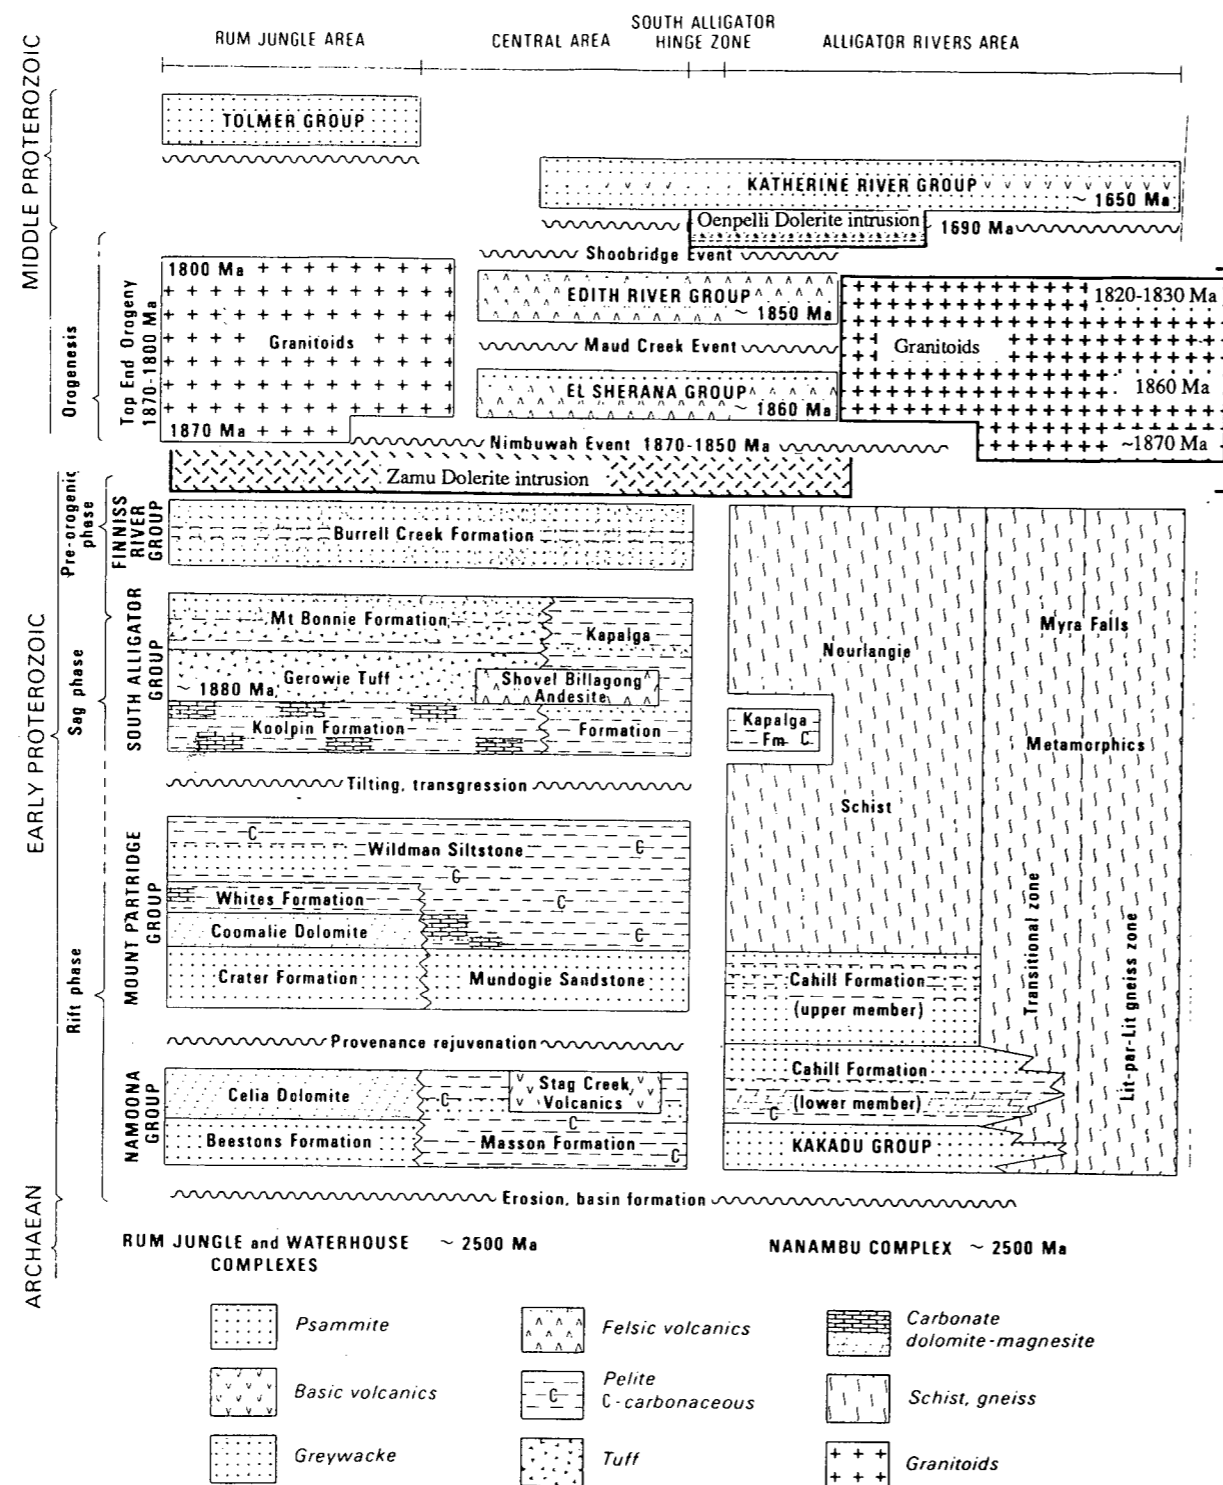 RUM JUNGLE AREA
CENTRAL AREA
SOUTH ALLIGATOR
HINGE ZONE
ALLIGATOR RIVERS AREA
MIDDLE PROTEROZOIC
EARLY PROTEROZOIC
ARCHAEAN
Orogenesis
Top End Orogeny
1870-1800 Ma
Pre-orogenic
phase
Sag phase
Rift phase
FINNISS
RIVER
GROUP
SOUTH ALLIGATOR
GROUP
MOUNT PARTRIDGE
GROUP
NAMOONA
GROUP
TOLMER GROUP
KATHERINE RIVER GROUP
~ 1650 Ma
Oenpelli Dolerite intrusion
1690 Ma
Shoobridge Event
1800 Ma
Granitoids
1870 Ma
EDITH RIVER GROUP
~ 1850 Ma
Maud Creek Event
EL SHERANA GROUP
~ 1860 Ma
1820-1830 Ma
Granitoids
1860 Ma
~1870 Ma
Nimbuwah Event 1870-1850 Ma
Zamu Dolerite intrusion
Burrell Creek Formation
Mt Bonnie Formation
Kapalga
Gerowie Tuff
~ 1880 Ma
Shovel Billagong
Andesite
Koolpin Formation
Formation
Nourlangie
Myra Falls
Kapalga
Fm C
Metamorphics
Schist
Tilting, transgression
C
Wildman Siltstone
C
C
Whites Formation
C
Coomalie Dolomite
C
Crater Formation
Mundogie Sandstone
Cahill Formation
(upper member)
Transitional zone
Lit-par-Lit gneiss zone
Provenance rejuvenation
Celia Dolomite
C
Stag Creek
Volcanics
C
Beestons Formation
Masson Formation
C
Cahill Formation
(lower member)
C
KAKADU GROUP
Erosion, basin formation
RUM JUNGLE and WATERHOUSE ~ 2500 Ma
COMPLEXES
NANAMBU COMPLEX ~ 2500 Ma
Psammite
Felsic volcanics
Carbonate
dolomite-magnesite
Basic volcanics
C
Pelite
C-carbonaceous
Schist, gneiss
Greywacke
Tuff
Granitoids